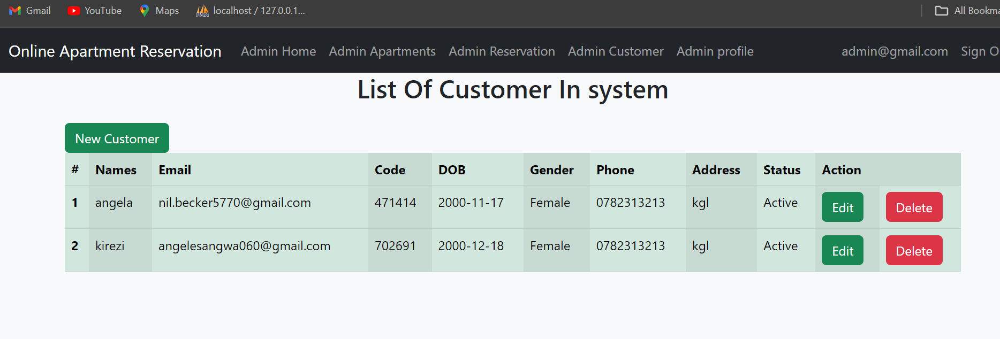 Gmail YouTube Maps localhost / 127.0.0.1... All Bookma
Online Apartment Reservation Admin Home Admin Apartments Admin Reservation Admin Customer Admin profile admin@gmail.com Sign O
List Of Customer In system
New Customer
# Names Email Code DOB Gender Phone Address Status Action
1 angela nil.becker5770@gmail.com 471414 2000-11-17 Female 0782313213 kgl Active Edit Delete
2 kirezi angelesangwa060@gmail.com 702691 2000-12-18 Female 0782313213 kgl Active Edit Delete